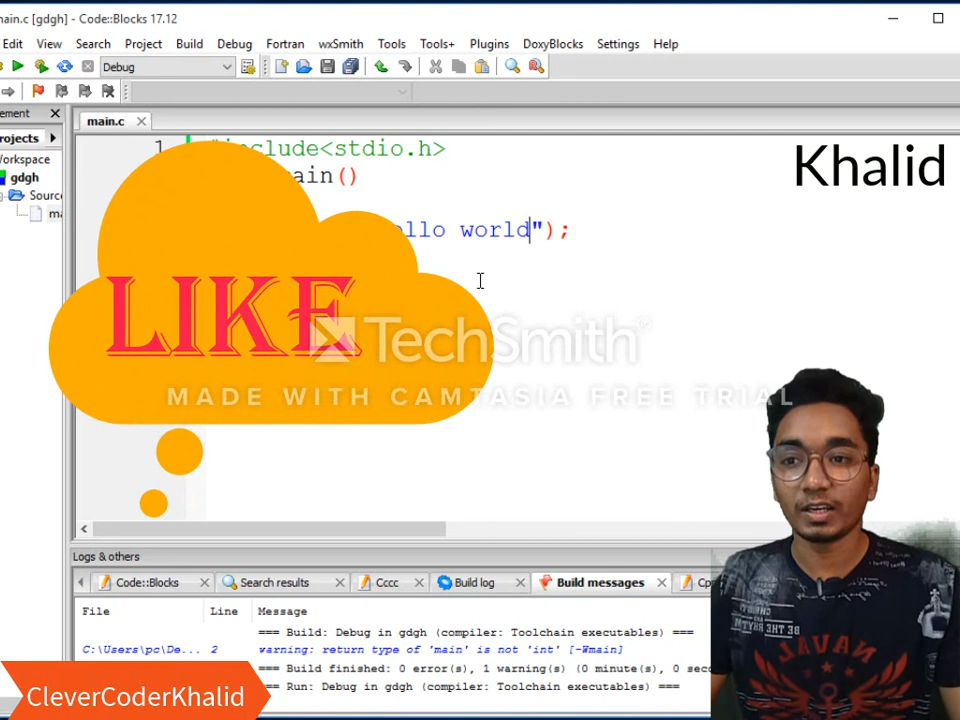 main.c [gdgh] - Code::Blocks 17.12
Edit View Search Project Build Debug Fortran wxSmith Tools Tools+ Plugins DoxyBlocks Settings Help
Debug
main.c
1
include<stdio.h>
main()
Khalid
llo world");
gdgh
LIKE
TechSmith®
MADE WITH CAMTASIA FREE TRIAL
Logs & others
Code::Blocks
Search results
Cccc
Build log
Build messages
File Line Message
=== Build: Debug in gdgh (compiler: Toolchain executables) ===
C:\Users\pc\De... 2 warning: return type of 'main' is not 'int' [-Wmain]
=== Build finished: 0 error(s), 1 warning(s) (0 minute(s), 0 sec
=== Run: Debug in gdgh (compiler: Toolchain executables) ===
CleverCoderKhalid